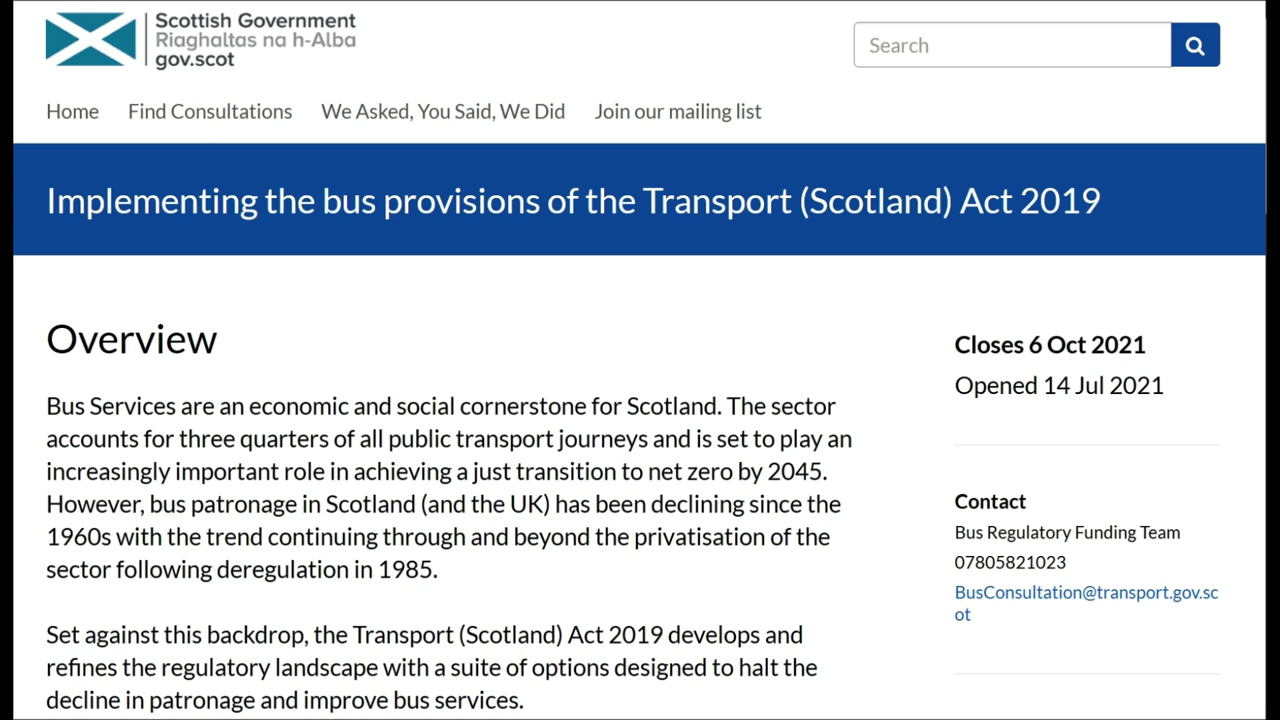 Scottish Government
Riaghaltas na h-Alba
gov.scot
Search
Home
Find Consultations
We Asked, You Said, We Did
Join our mailing list
Implementing the bus provisions of the Transport (Scotland) Act 2019
Overview
Bus Services are an economic and social cornerstone for Scotland. The sector
accounts for three quarters of all public transport journeys and is set to play an
increasingly important role in achieving a just transition to net zero by 2045.
However, bus patronage in Scotland (and the UK) has been declining since the
1960s with the trend continuing through and beyond the privatisation of the
sector following deregulation in 1985.
Set against this backdrop, the Transport (Scotland) Act 2019 develops and
refines the regulatory landscape with a suite of options designed to halt the
decline in patronage and improve bus services.
Closes 6 Oct 2021
Opened 14 Jul 2021
Contact
Bus Regulatory Funding Team
07805821023
BusConsultation@transport.gov.sc
ot